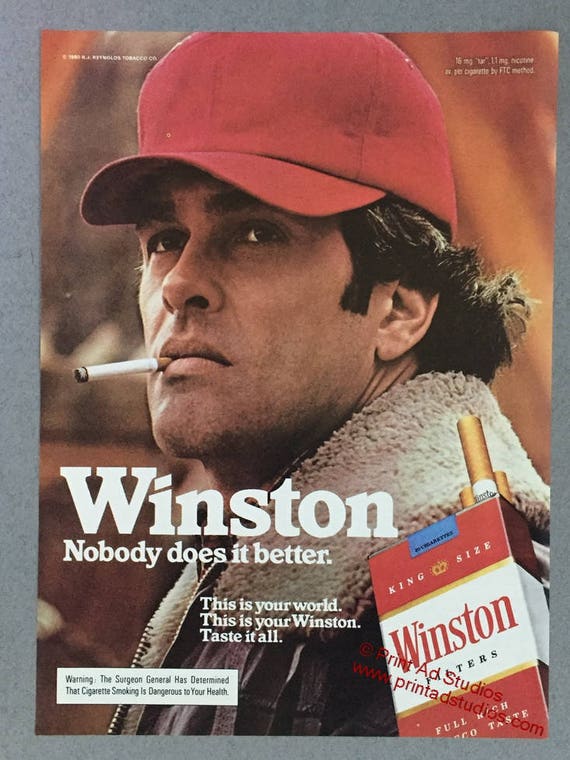 © 1980 R.J. REYNOLDS TOBACCO CO.
16 mg. "tar", 1.1 mg. nicotine
av. per cigarette by FTC method.
Winston
Nobody does it better.
This is your world.
This is your Winston.
Taste it all.
Warning: The Surgeon General Has Determined
That Cigarette Smoking Is Dangerous to Your Health.
Winston
20 CIGARETTES
KING SIZE
Winston
FILTERS
FULL RICH
TOBACCO TASTE
© Print Ad Studios
www.printadstudios.com